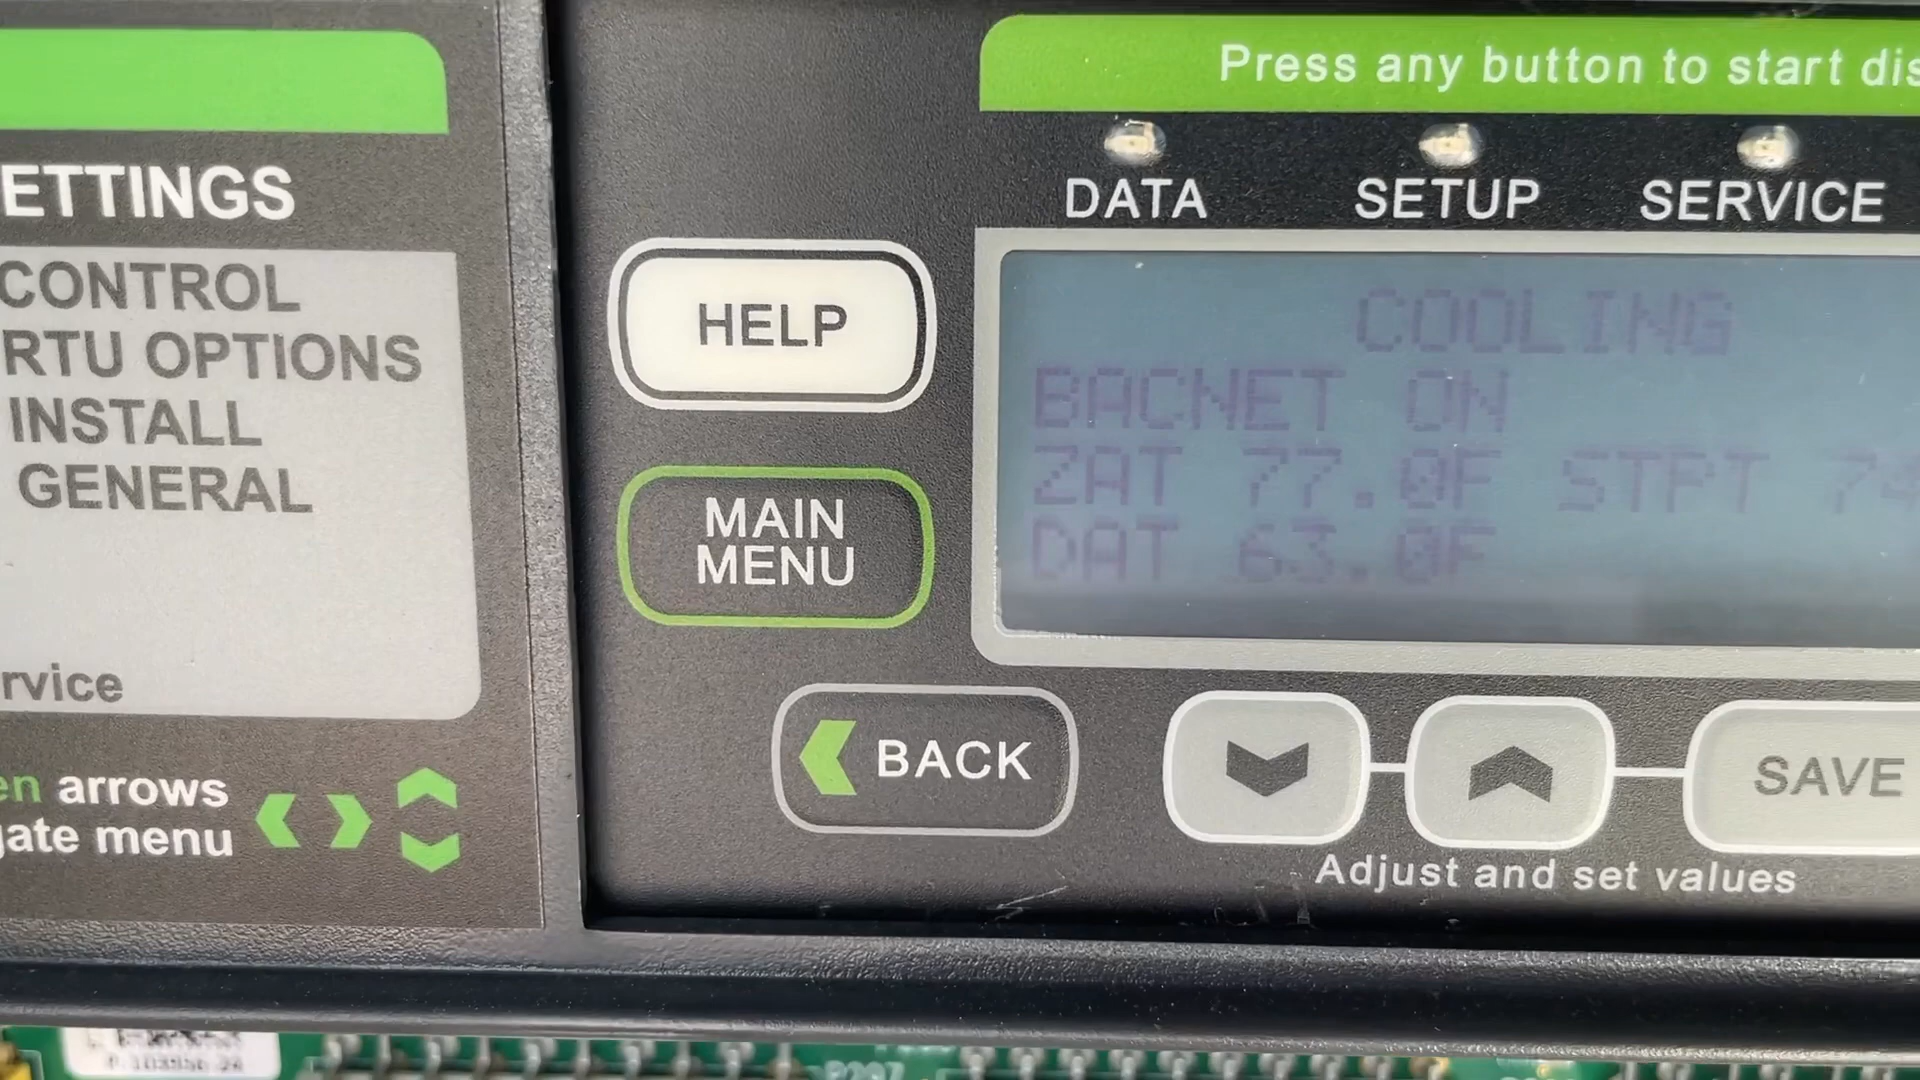 Press any button to start dis
DATA SETUP SERVICE
ETTINGS
CONTROL
RTU OPTIONS
INSTALL
GENERAL
rvice
en arrows
gate menu
HELP
MAIN
MENU
BACK
COOLING
BACNET ON
ZAT 77.0F STPT 74
DAT 63.0F
SAVE
Adjust and set values